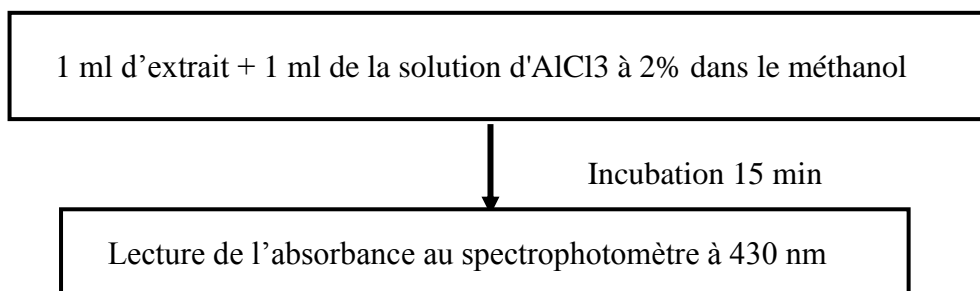 1 ml d’extrait + 1 ml de la solution d'AlCl3 à 2% dans le méthanol
Incubation 15 min
Lecture de l’absorbance au spectrophotomètre à 430 nm